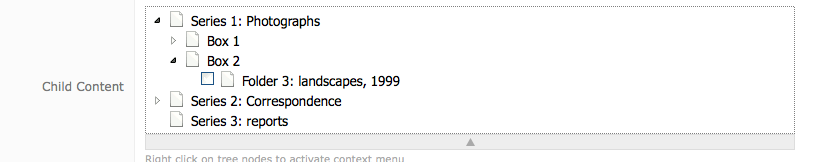 Series 1: Photographs
Box 1
Box 2
Child Content
Folder 3: landscapes, 1999
Series 2: Correspondence
Series 3: reports
Right click on tree nodes to activate context menu